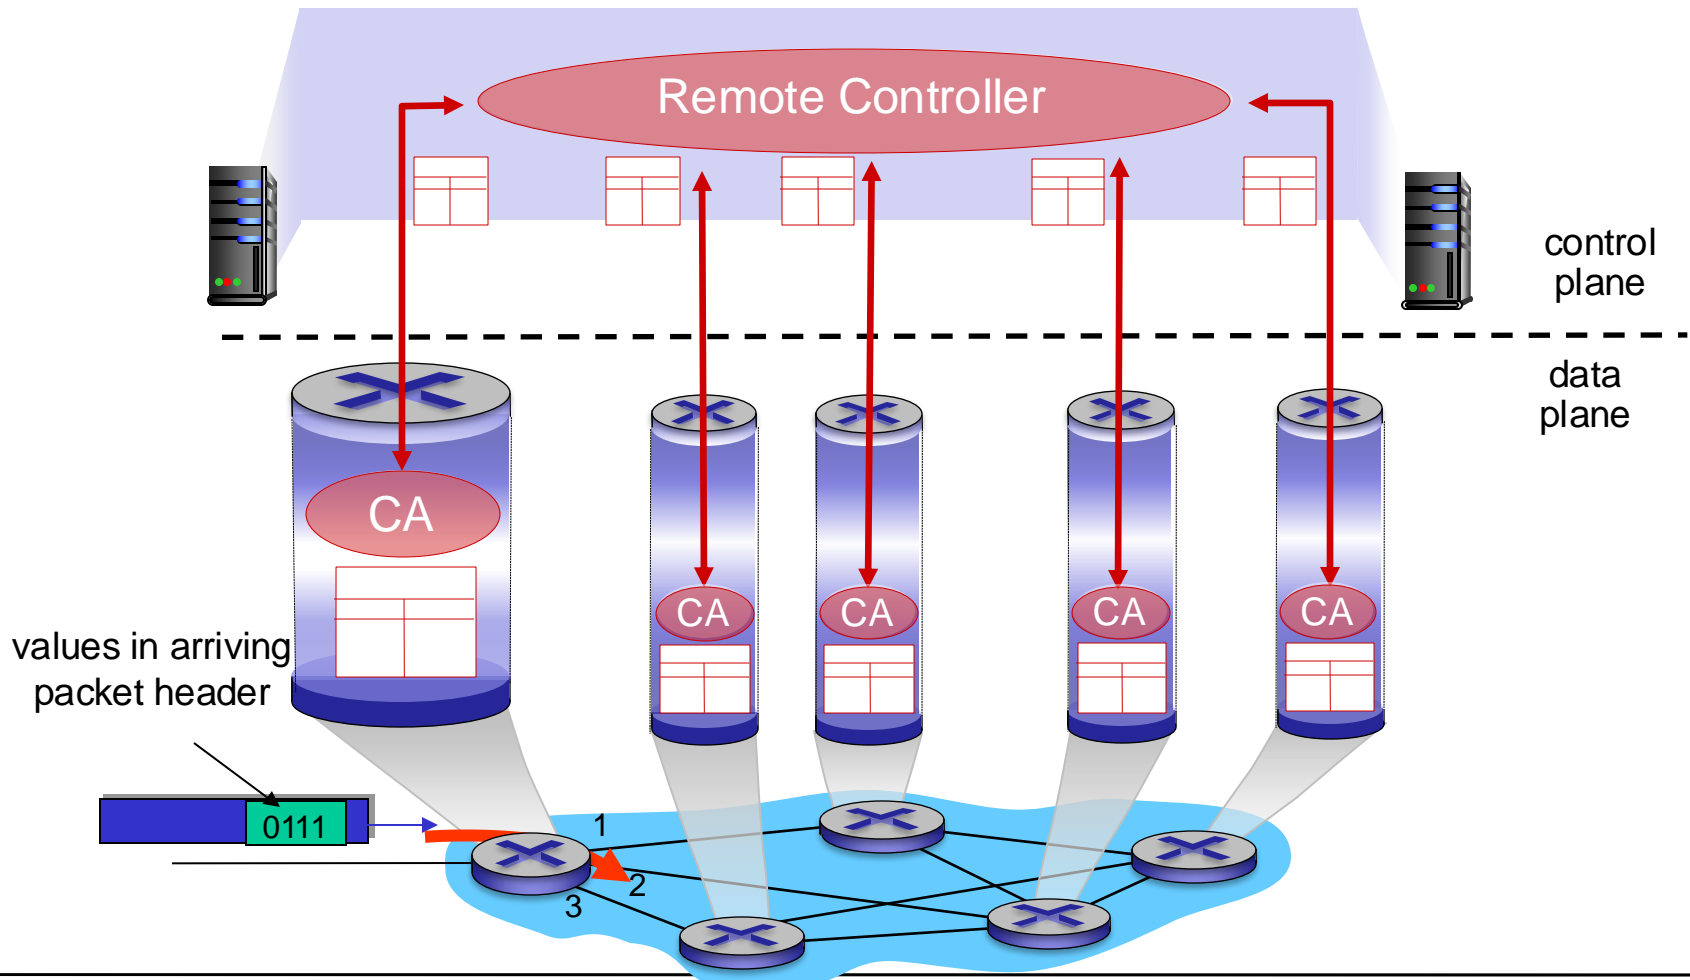 Remote Controller
control
plane
data
plane
CA
CA
CA
CA
CA
values in arriving
packet header
0111
1
2
3